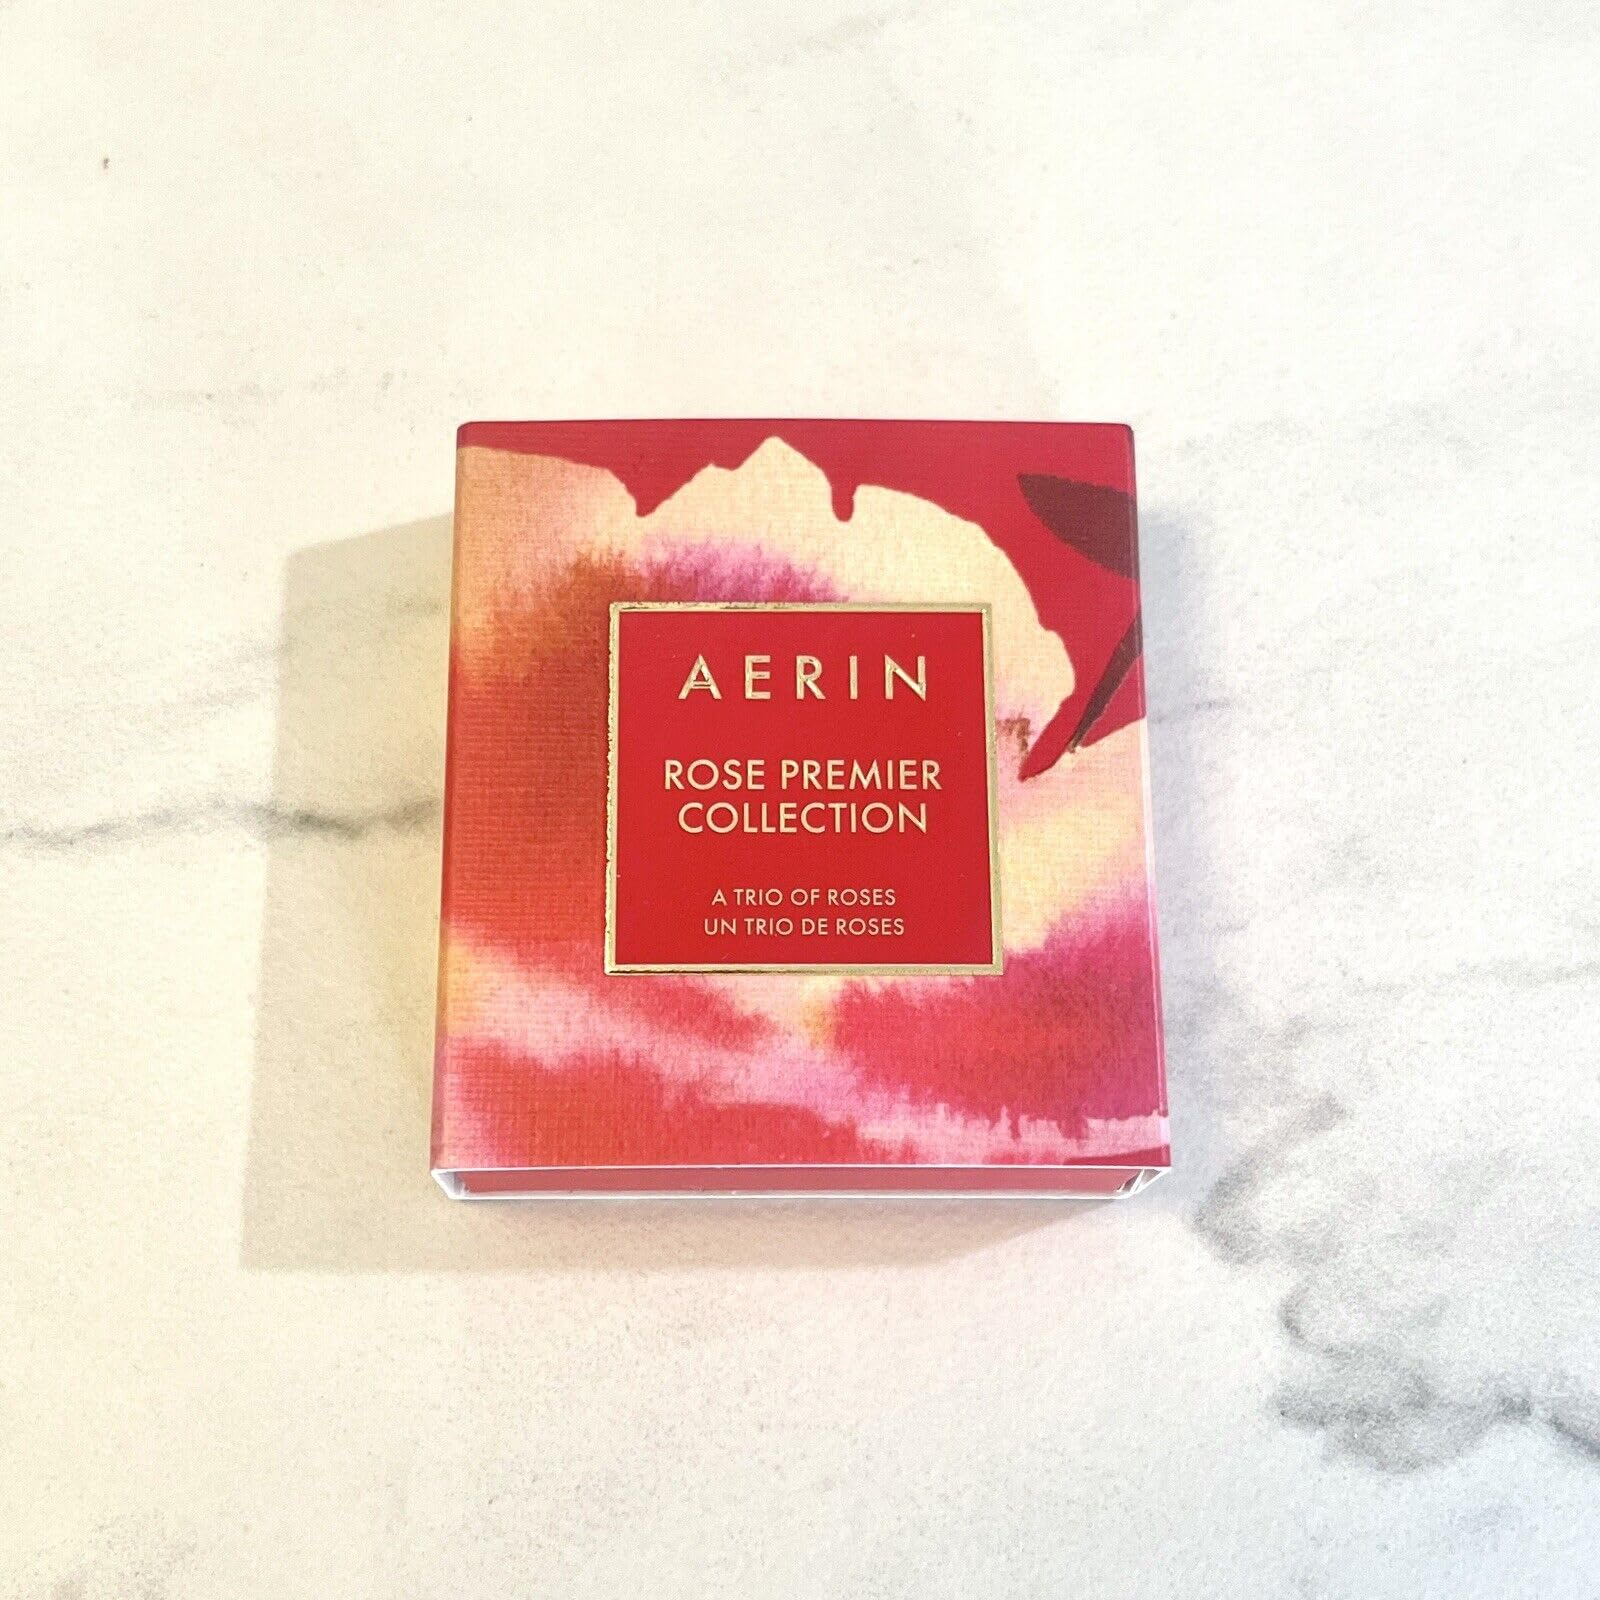 AERIN
ROSE PREMIER
COLLECTION
A TRIO OF ROSES
UN TRIO DE ROSES